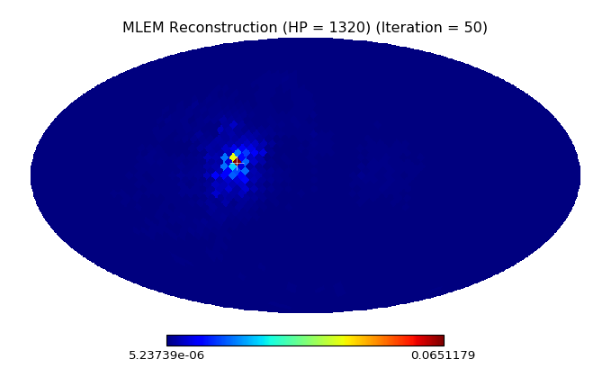 MLEM Reconstruction (HP = 1320) (Iteration = 50)
5.23739e-06 0.0651179